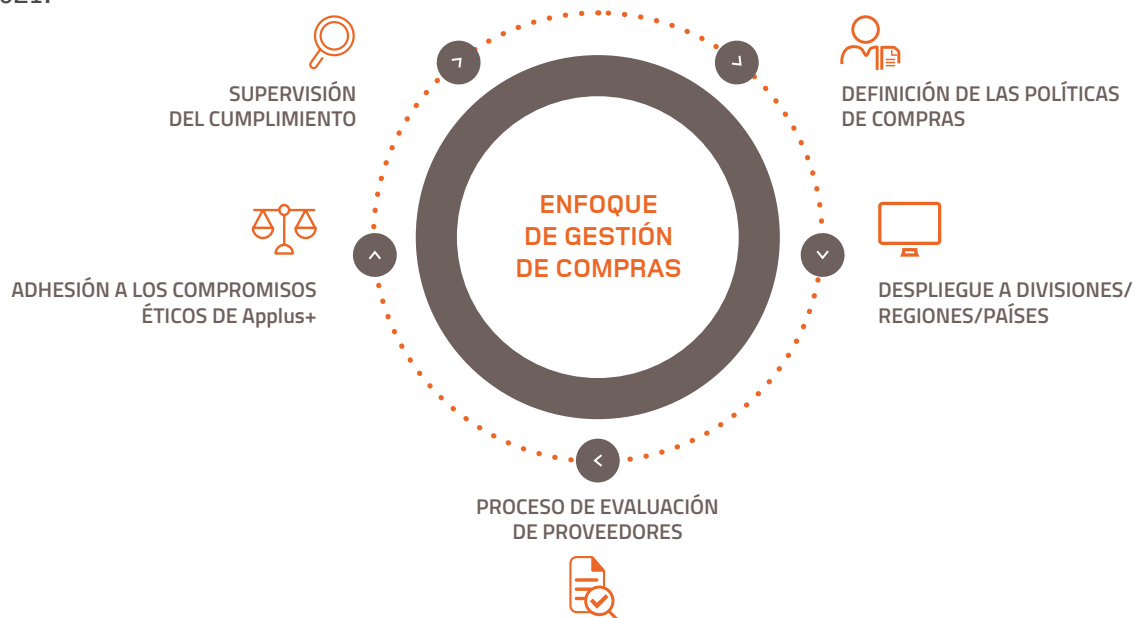 SUPERVISIÓN
DEL CUMPLIMIENTO
DEFINICIÓN DE LAS POLÍTICAS
DE COMPRAS
ENFOQUE
DE GESTIÓN
DE COMPRAS
ADHESIÓN A LOS COMPROMISOS
ÉTICOS DE Applus+
DESPLIEGUE A DIVISIONES/
REGIONES/PAÍSES
PROCESO DE EVALUACIÓN
DE PROVEEDORES